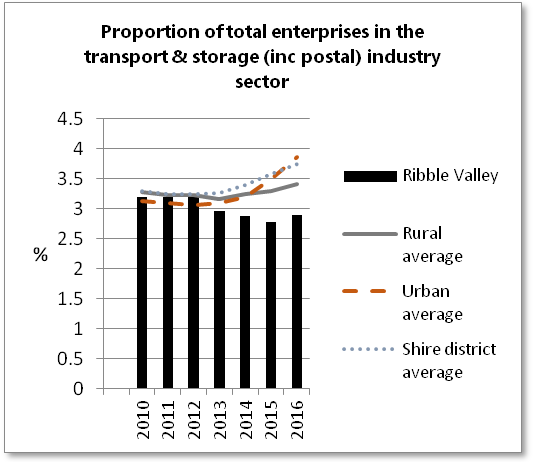 Proportion of total enterprises in the
transport & storage (inc postal) industry
sector
4.5
4
3.5
3
2.5
2
1.5
1
0.5
0
%
2010
2011
2012
2013
2014
2015
2016
Ribble Valley
Rural
average
Urban
average
Shire district
average